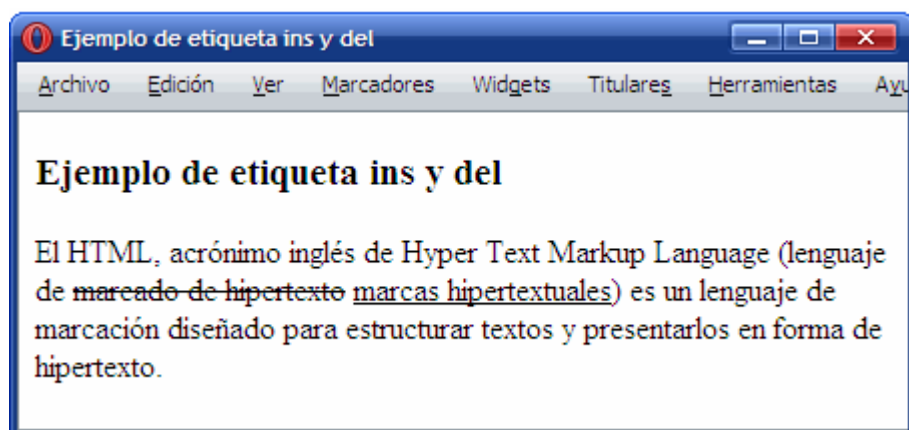 Ejemplo de etiqueta ins y del
Archivo Edición Ver Marcadores Widgets Titulares Herramientas Ayu
Ejemplo de etiqueta ins y del
El HTML, acrónimo inglés de Hyper Text Markup Language (lenguaje
de marcado de hipertexto marcas hipertextuales) es un lenguaje de
marcación diseñado para estructurar textos y presentarlos en forma de
hipertexto.